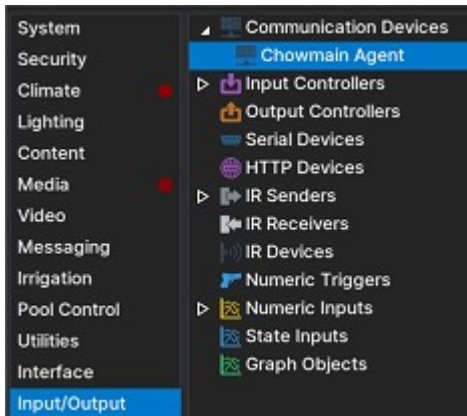 System
Security
Climate
Lighting
Content
Media
Video
Messaging
Irrigation
Pool Control
Utilities
Interface
Input/Output
Communication Devices
Chowmain Agent
Input Controllers
Output Controllers
Serial Devices
HTTP Devices
IR Senders
IR Receivers
IR Devices
Numeric Triggers
Numeric Inputs
State Inputs
Graph Objects